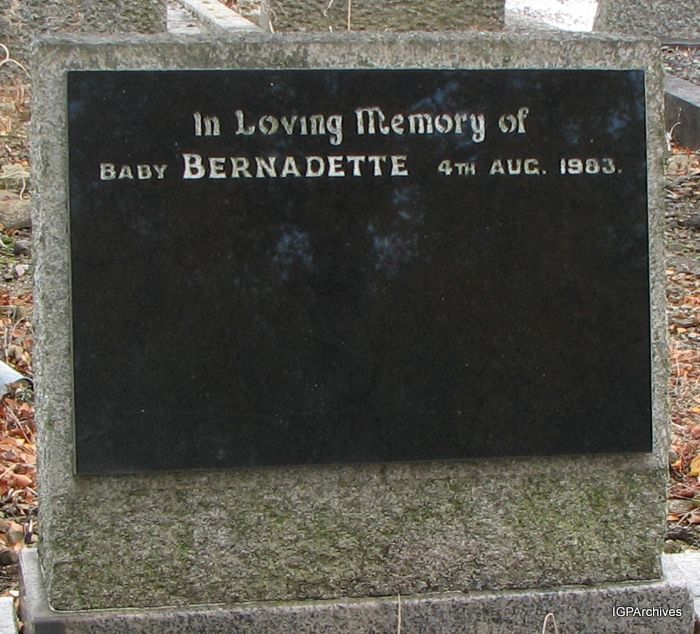 In Loving Memory of
BABY BERNADETTE 4TH AUG. 1983.
IGPArchives